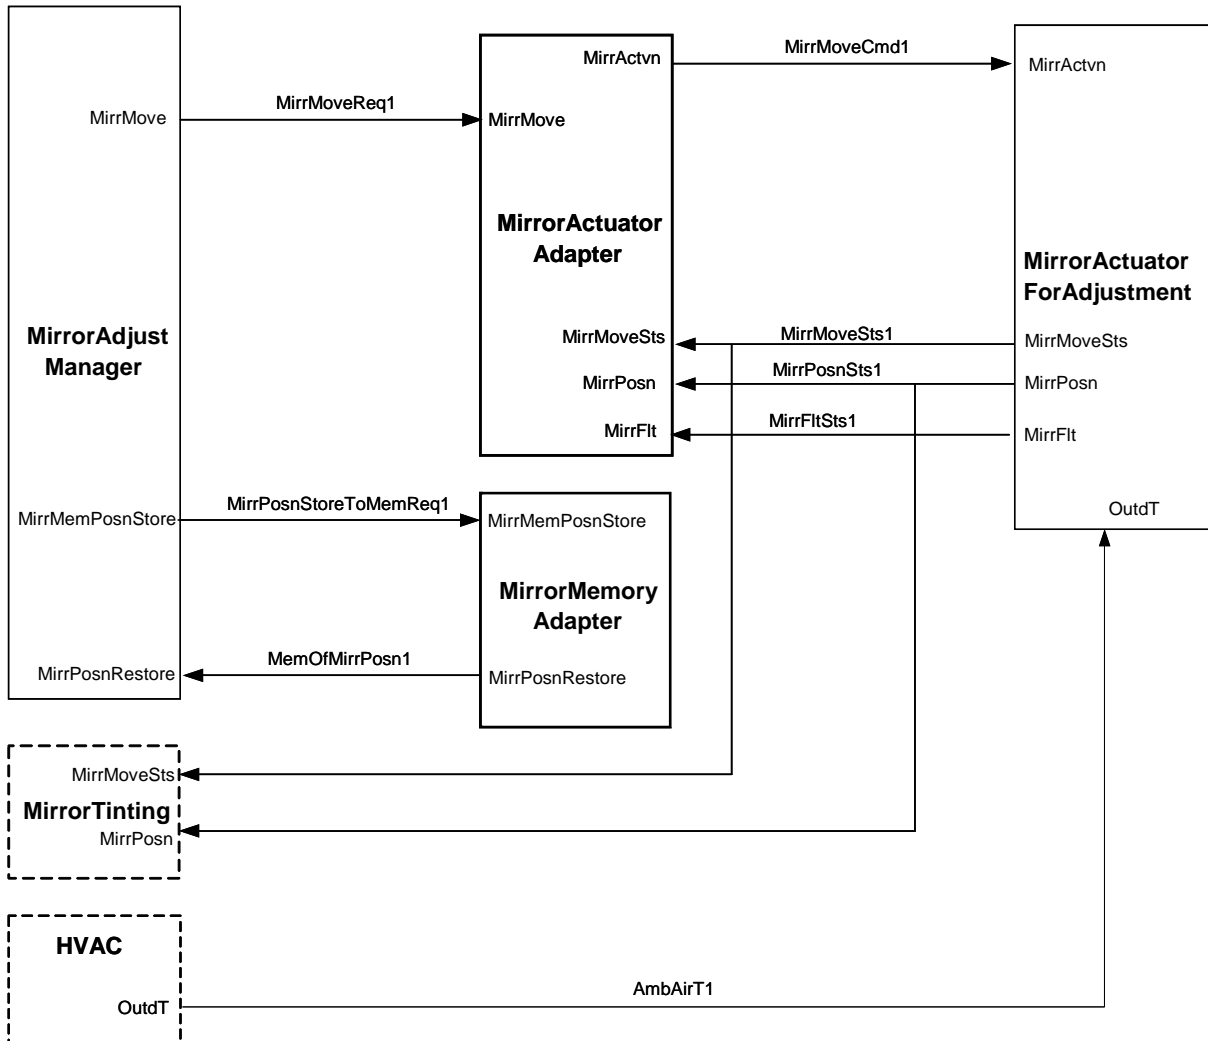 MirrActvn
MirrMoveCmd1
MirrActvn
MirrMove
MirrMoveReq1
MirrMove
MirrorActuator
Adapter
MirrorActuator
ForAdjustment
MirrorAdjust
Manager
MirrMoveSts
MirrMoveSts1
MirrMoveSts
MirrPosn
MirrPosnSts1
MirrPosn
MirrFlt
MirrFltSts1
MirrFlt
OutdT
MirrMemPosnStore
MirrPosnStoreToMemReq1
MirrMemPosnStore
MirrorMemory
Adapter
MirrPosnRestore
MemOfMirrPosn1
MirrPosnRestore
MirrMoveSts
MirrorTinting
MirrPosn
HVAC
OutdT
AmbAirT1